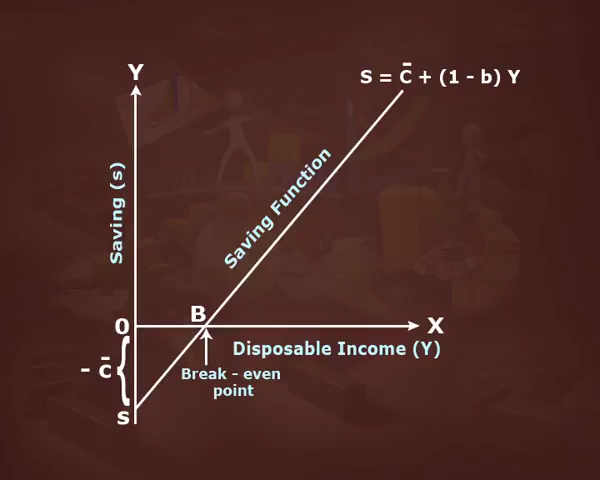 Y
S = C̄ + (1 - b) Y
Saving (s)
Saving Function
B
0
X
Disposable Income (Y)
- c̄
Break - even
point
s